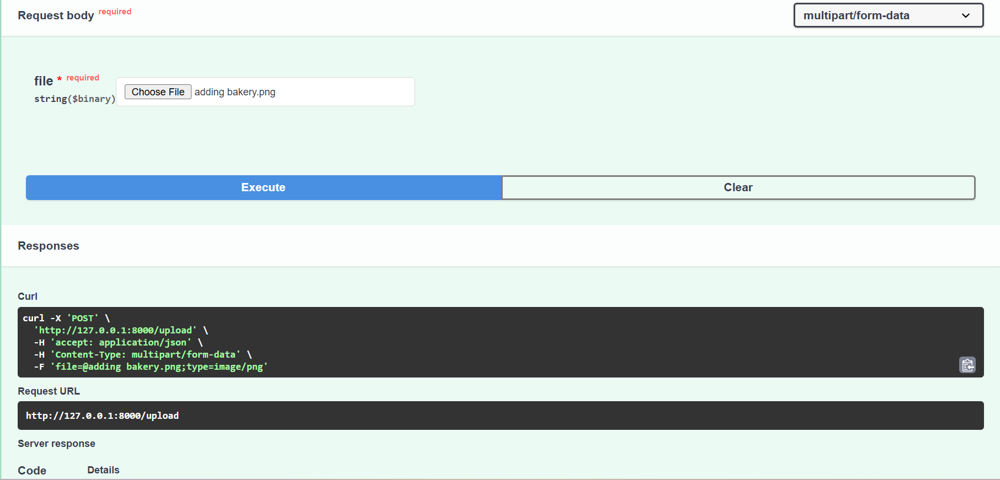 Request body required
multipart/form-data
file * required
string($binary)
Choose File adding bakery.png
Execute
Clear
Responses
Curl
curl -X 'POST' \
  'http://127.0.0.1:8000/upload' \
  -H 'accept: application/json' \
  -H 'Content-Type: multipart/form-data' \
  -F 'file=@adding bakery.png;type=image/png'
Request URL
http://127.0.0.1:8000/upload
Server response
Code Details